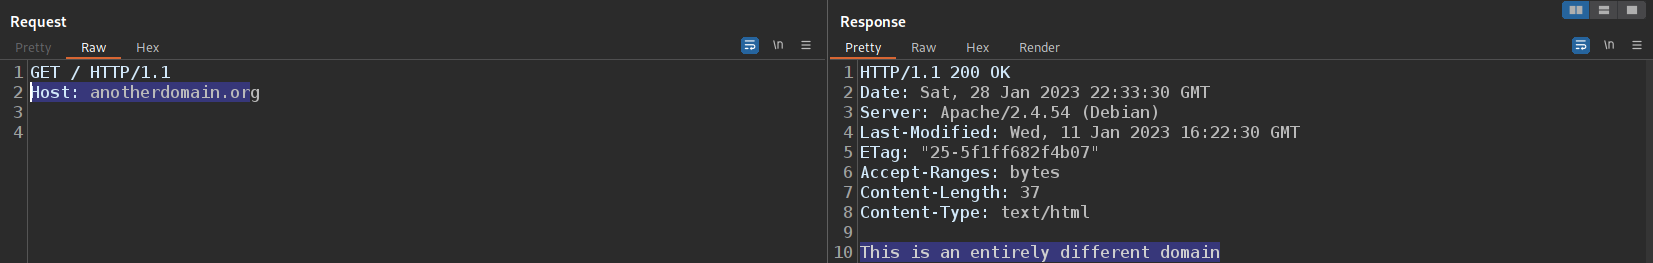 Request
Pretty Raw Hex \n
1 GET / HTTP/1.1
2 Host: anotherdomain.org
3
4
Response
Pretty Raw Hex Render \n
1 HTTP/1.1 200 OK
2 Date: Sat, 28 Jan 2023 22:33:30 GMT
3 Server: Apache/2.4.54 (Debian)
4 Last-Modified: Wed, 11 Jan 2023 16:22:30 GMT
5 ETag: "25-5f1ff682f4b07"
6 Accept-Ranges: bytes
7 Content-Length: 37
8 Content-Type: text/html
9
10 This is an entirely different domain